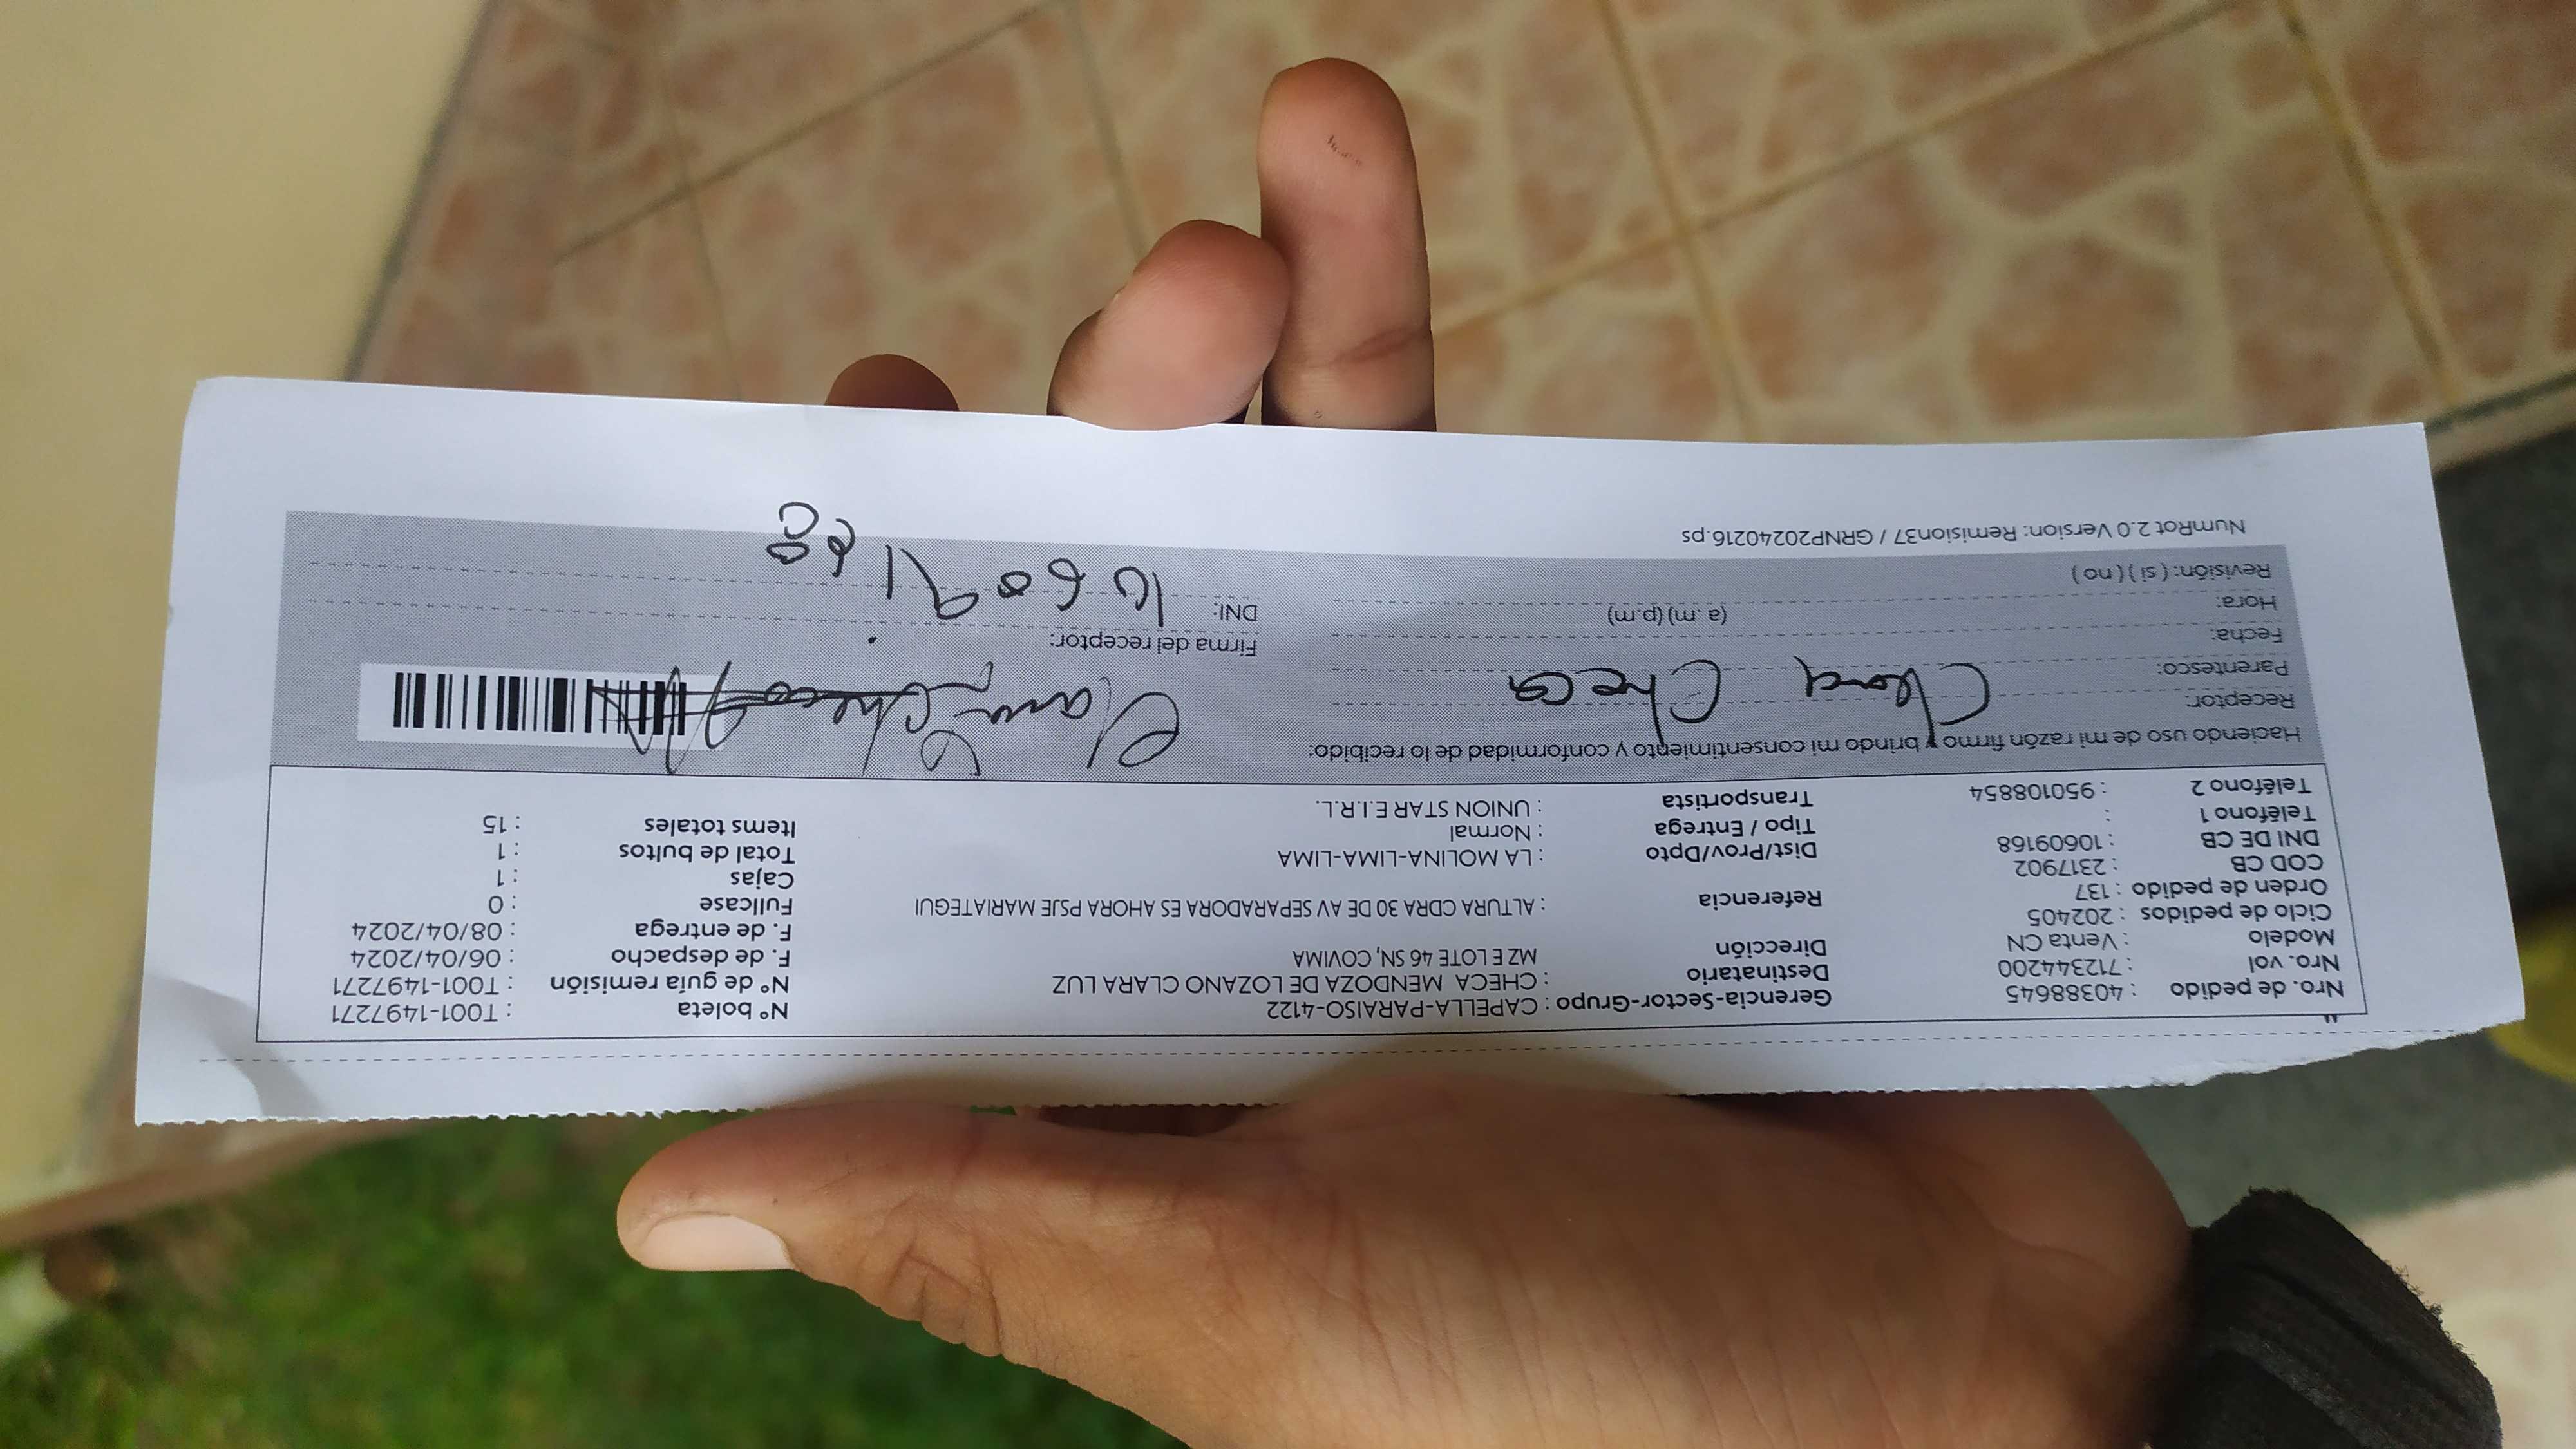 Nro. de pedido : 40388645
Nro. vol : 712344200
Modelo : Venta CN
Ciclo de pedidos : 202405
Orden de pedido : 137
COD CB : 2317902
DNI DE CB : 10609168
Teléfono 1 :
Teléfono 2 : 950108854
Gerencia-Sector-Grupo : CAPELLA-PARAISO-4122
Destinatario : CHECA MENDOZA DE LOZANO CLARA LUZ
Dirección MZ E LOTE 46 SN, COVIMA
Referencia : ALTURA CDRA 30 DE AV SEPARADORA ES AHORA PSJE MARIATEGUI
Dist/Prov/Dpto : LA MOLINA-LIMA-LIMA
Tipo / Entrega : Normal
Transportista : UNION STAR E.I.R.L.
N° boleta : T001-1497271
N° de guía remisión : T001-1497271
F. de despacho : 06/04/2024
F. de entrega : 08/04/2024
Fullcase : 0
Cajas : 1
Total de bultos : 1
Items totales : 15
Haciendo uso de mi razón firmo y brindo mi consentimiento y conformidad de lo recibido:
Receptor: Clara Checa
Parentesco:
Fecha:
Hora: (a. m) (p.m)
Revisión: ( si ) ( no )
Clara Checa
Firma del receptor:
DNI:
NumRot 2.0 Version: Remision37 / GRNP20240216.ps